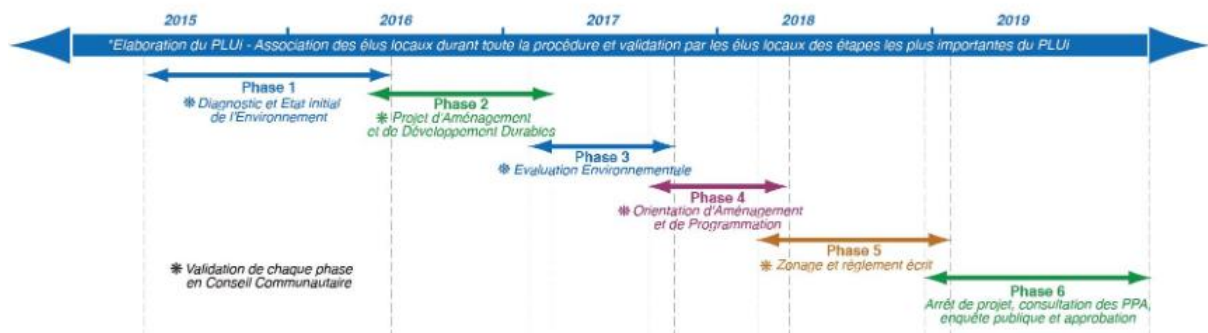 2015 2016 2017 2018 2019
*Elaboration du PLUi - Association des élus locaux durant toute la procédure et validation par les élus locaux des étapes les plus importantes du PLUi
Phase 1
* Diagnostic et Etat initial
de l'Environnement
Phase 2
* Projet d'Aménagement
et de Développement Durables
Phase 3
* Evaluation Environnementale
Phase 4
* Orientation d'Aménagement
et de Programmation
Phase 5
* Zonage et règlement écrit
* Validation de chaque phase
en Conseil Communautaire
Phase 6
Arrêt de projet, consultation des PPA,
enquête publique et approbation